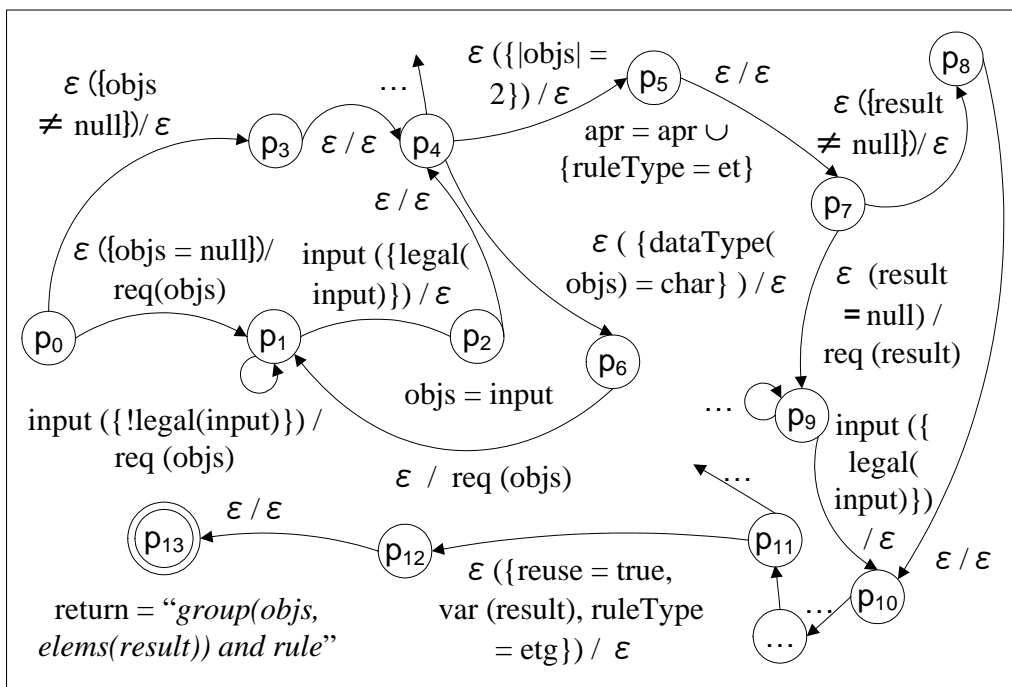 ε ({objs
≠ null})/ ε
p3
ε / ε
...
p4
ε ({|objs| =
2}) / ε
p5
apr = apr ∪
{ruleType = et}
ε / ε
p8
ε ({result
≠ null})/ ε
p7
ε / ε
ε ({objs = null})/
req(objs)
input ({legal(
input)}) / ε
ε ( {dataType(
objs) = char} ) / ε
ε (result
= null) /
req (result)
p0
p1
p2
p6
objs = input
...
p9
input ({
legal(
input)})
/ ε
input ({!legal(input)}) /
req (objs)
ε / req (objs)
...
ε / ε
p13
ε / ε
p12
p11
p10
ε ({reuse = true,
var (result), ruleType
= etg}) / ε
...
...
return = “group(objs,
elems(result)) and rule”